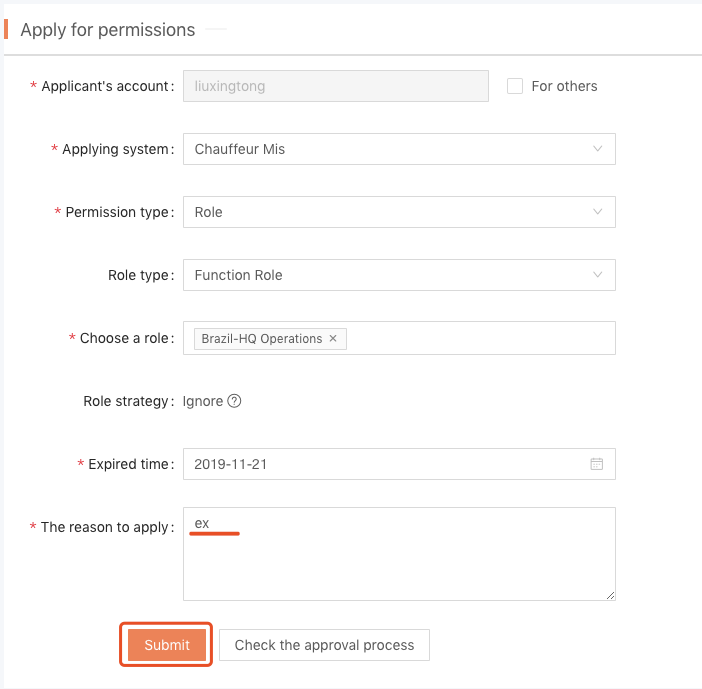 Apply for permissions
* Applicant's account: liuxingtong For others
* Applying system: Chauffeur Mis
* Permission type: Role
Role type: Function Role
* Choose a role: Brazil-HQ Operations ×
Role strategy: Ignore ?
* Expired time: 2019-11-21
* The reason to apply: ex
Submit Check the approval process